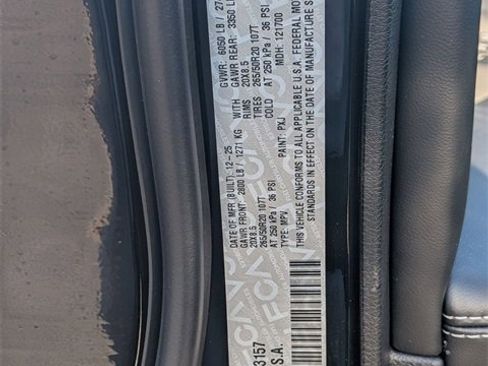 DATE OF MFR (BUILT): 12-25 GVWR: 6050 LB / 27
GAWR FRONT: 2800 LB / 1271 KG WITH GAWR REAR: 3350 L
20X8.5 RIMS 20X8.5
265/50R20 107T TIRES 265/50R20 107T
AT 250 kPa / 36 PSI COLD AT 250 kPa / 36 PSI
TYPE: MPV PAINT: PXJ MDH: 121700
THIS VEHICLE CONFORMS TO ALL APPLICABLE U.S.A. FEDERAL MO
STANDARDS IN EFFECT ON THE DATE OF MANUFACTURE S
3157
S.A.